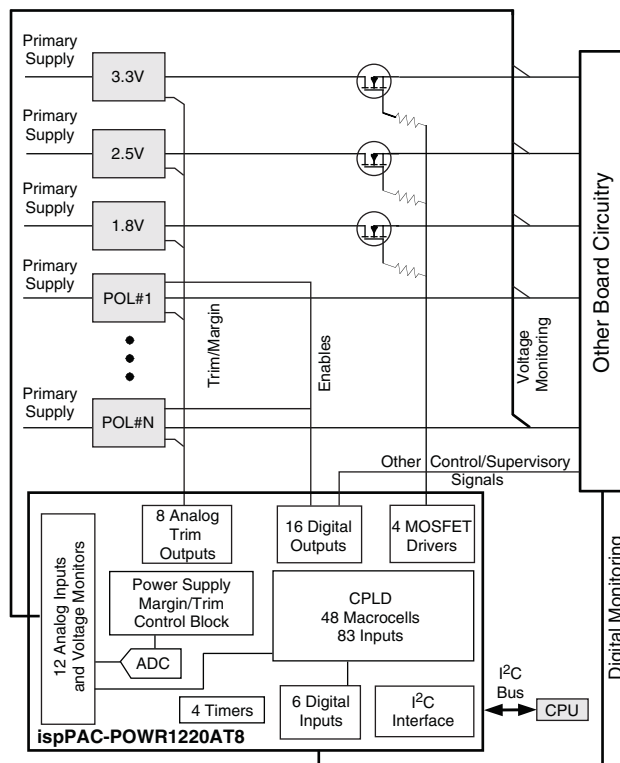 Primary
Supply
3.3V
Primary
Supply
2.5V
Primary
Supply
1.8V
Primary
Supply
POL#1
Primary
Supply
POL#N
Trim/Margin
Enables
Voltage
Monitoring
Other Board Circuitry
Other Control/Supervisory
Signals
8 Analog
Trim
Outputs
16 Digital
Outputs
4 MOSFET
Drivers
12 Analog Inputs
and Voltage Monitors
Power Supply
Margin/Trim
Control Block
ADC
CPLD
48 Macrocells
83 Inputs
4 Timers
6 Digital
Inputs
I2C
Interface
I2C
Bus
CPU
Digital Monitoring
ispPAC-POWR1220AT8